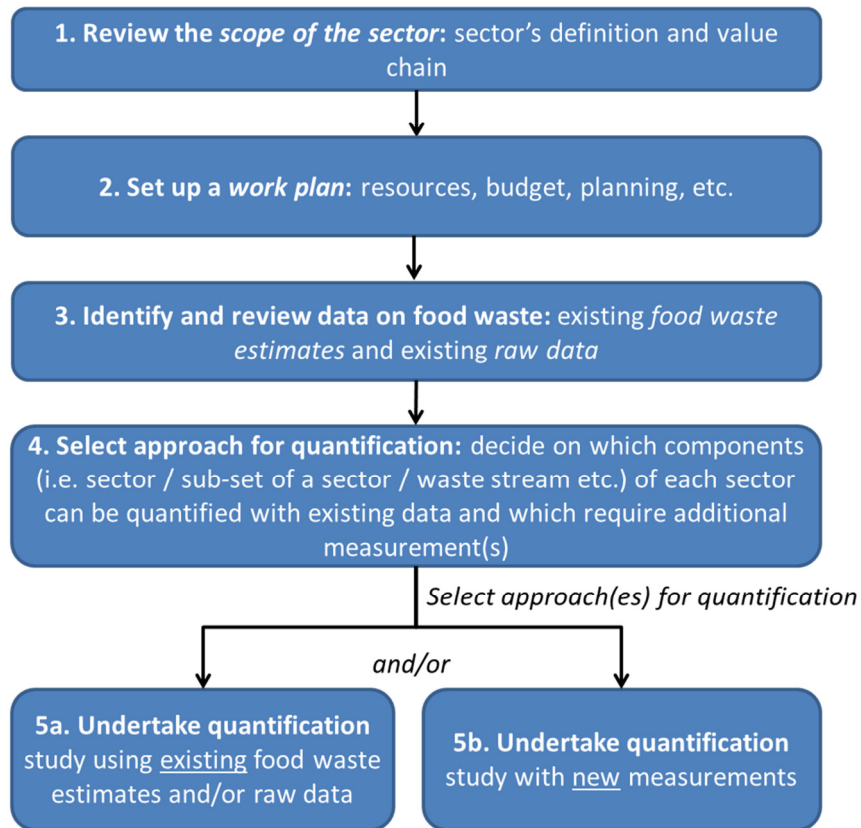 1. Review the scope of the sector: sector's definition and value
chain
2. Set up a work plan: resources, budget, planning, etc.
3. Identify and review data on food waste: existing food waste
estimates and existing raw data
4. Select approach for quantification: decide on which components
(i.e. sector / sub-set of a sector / waste stream etc.) of each sector
can be quantified with existing data and which require additional
measurement(s)
Select approach(es) for quantification
and/or
5a. Undertake quantification
study using existing food waste
estimates and/or raw data
5b. Undertake quantification
study with new measurements